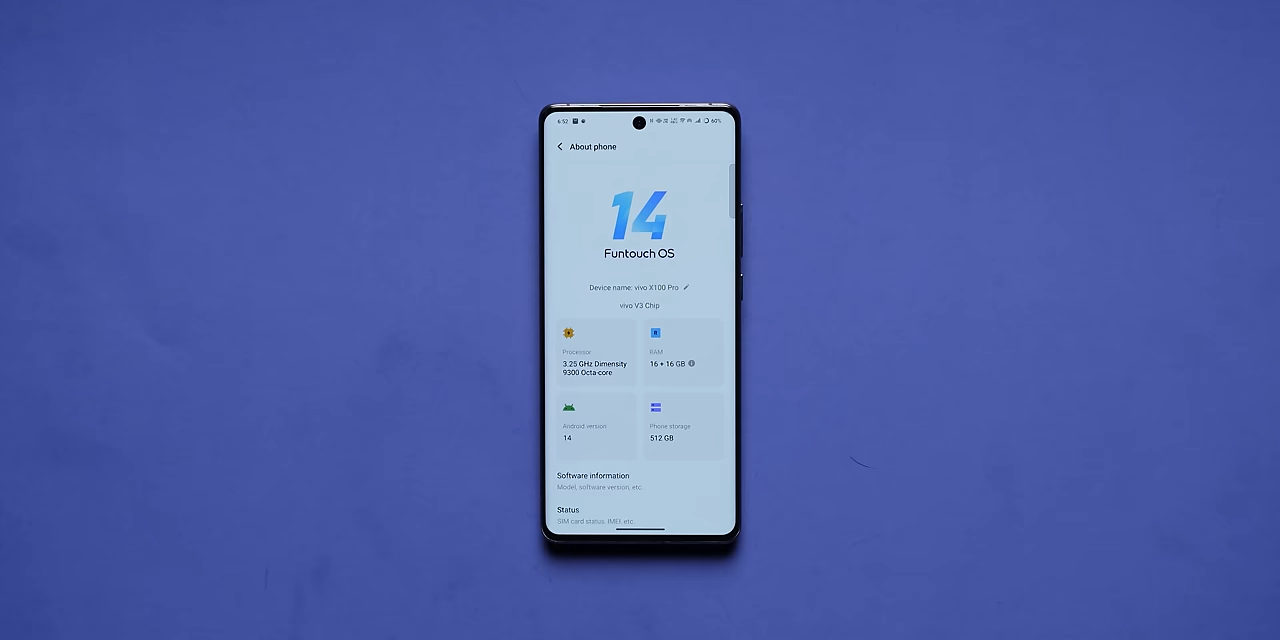 6:52
60%
About phone
14
Funtouch OS
Device name: vivo X100 Pro
vivo V3 Chip
Processor
3.25 GHz Dimensity
9300 Octa-core
RAM
16 + 16 GB
Android version
14
Phone storage
512 GB
Software information
Model, software version, etc.
Status
SIM card status, IMEI, etc.